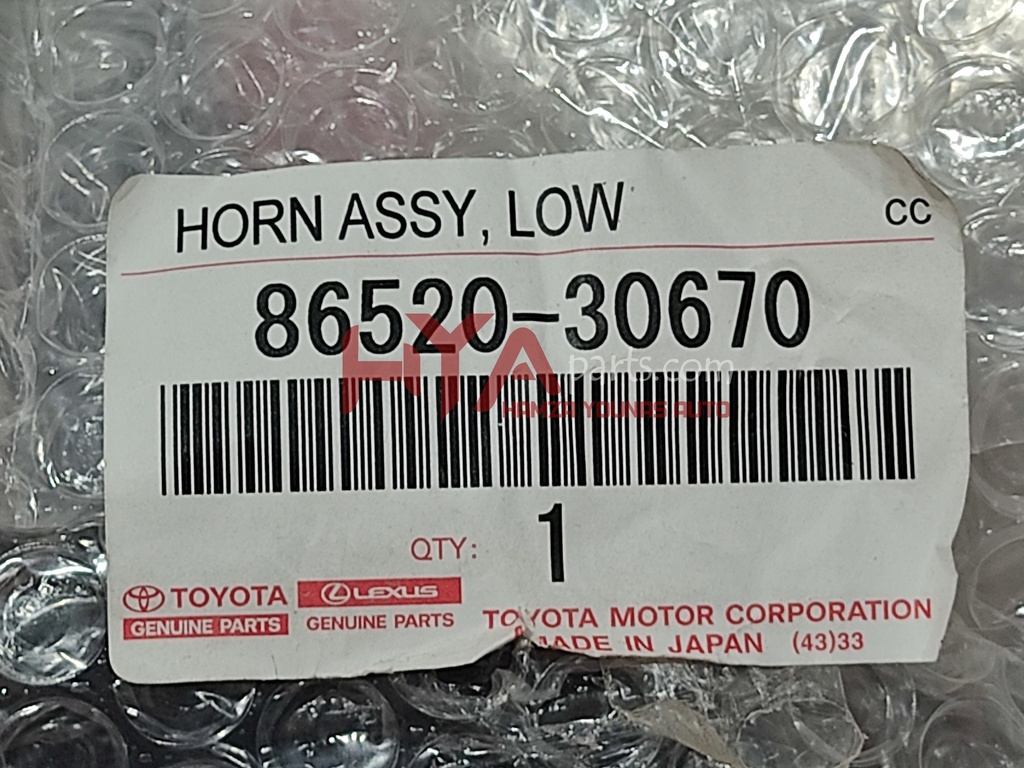 HORN ASSY, LOW CC
86520-30670
HYA parts.com
HAMZA YOUNAS AUTO
QTY: 1
TOYOTA LEXUS
GENUINE PARTS GENUINE PARTS
TOYOTA MOTOR CORPORATION
MADE IN JAPAN (43)33